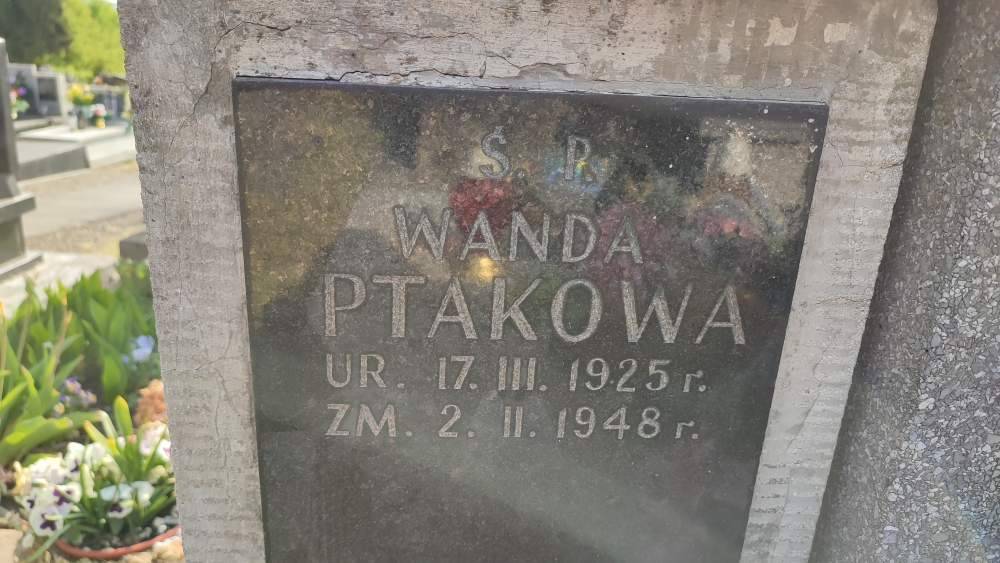 Ś. P.
WANDA
PTAKOWA
UR. 17. III. 1925 r.
ZM. 2. II. 1948 r.